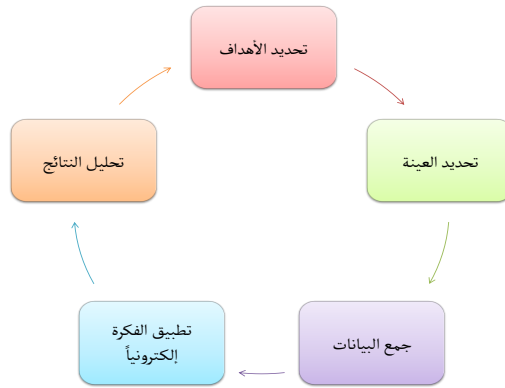 تحديد الأهداف
تحديد العينة
جمع البيانات
تطبيق الفكرة
إلكترونياً
تحليل النتائج